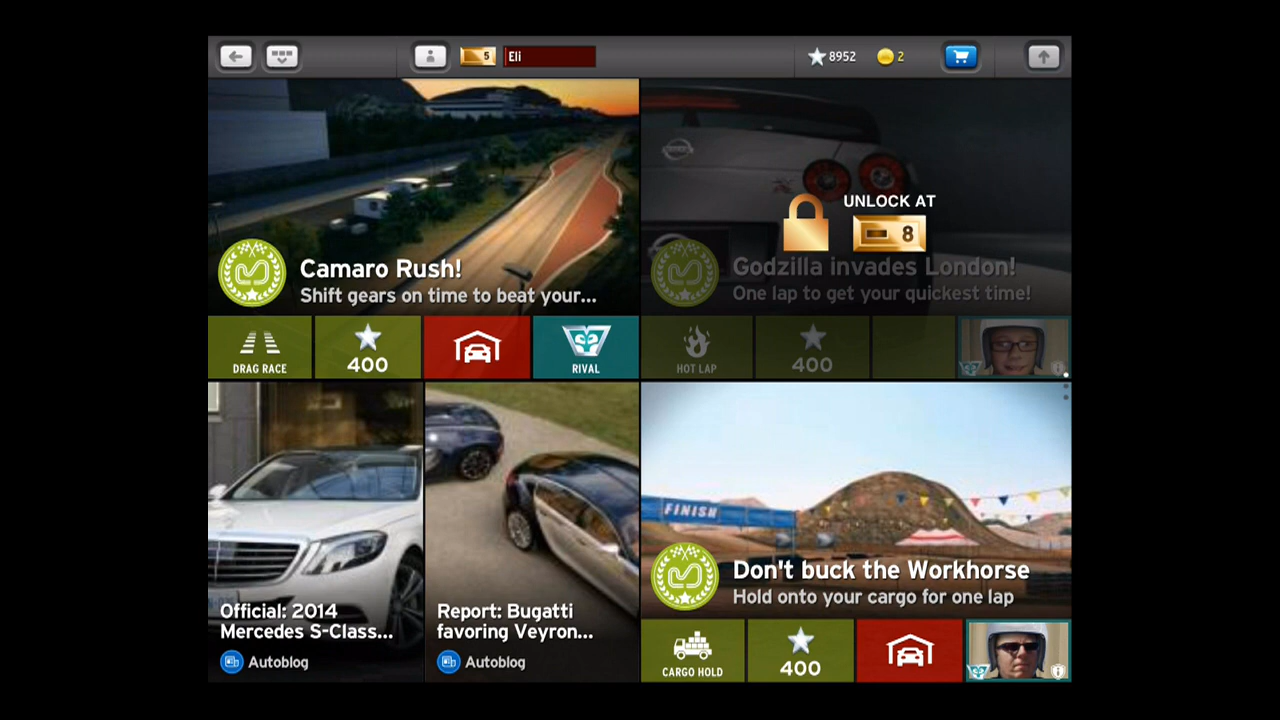 5
Eli
8952
2
Camaro Rush!
Shift gears on time to beat your...
DRAG RACE
400
RIVAL
UNLOCK AT
8
Godzilla invades London!
One lap to get your quickest time!
HOT LAP
400
Official: 2014
Mercedes S-Class...
Autoblog
Report: Bugatti
favoring Veyron...
Autoblog
FINISH
Don't buck the Workhorse
Hold onto your cargo for one lap
CARGO HOLD
400